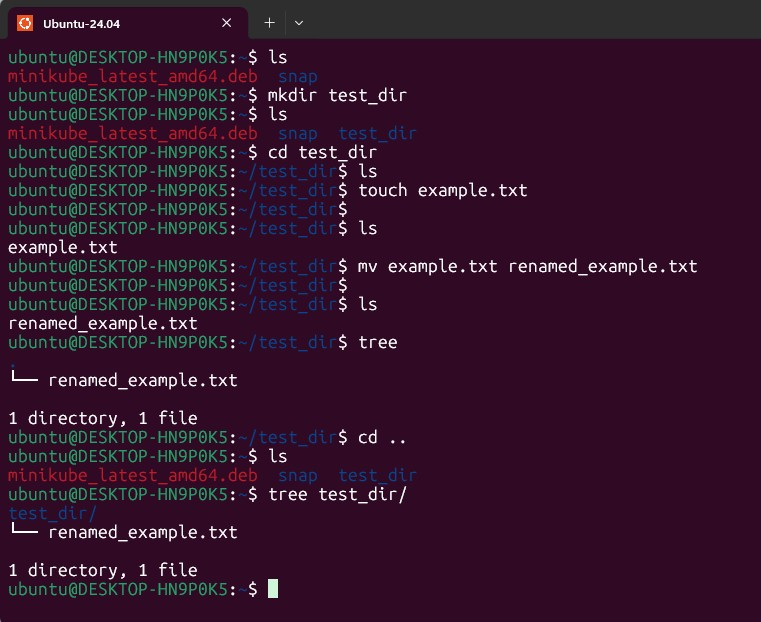 Ubuntu-24.04
ubuntu@DESKTOP-HN9P0K5:~$ ls
minikube_latest_amd64.deb  snap
ubuntu@DESKTOP-HN9P0K5:~$ mkdir test_dir
ubuntu@DESKTOP-HN9P0K5:~$ ls
minikube_latest_amd64.deb  snap  test_dir
ubuntu@DESKTOP-HN9P0K5:~$ cd test_dir
ubuntu@DESKTOP-HN9P0K5:~/test_dir$ ls
ubuntu@DESKTOP-HN9P0K5:~/test_dir$ touch example.txt
ubuntu@DESKTOP-HN9P0K5:~/test_dir$
ubuntu@DESKTOP-HN9P0K5:~/test_dir$ ls
example.txt
ubuntu@DESKTOP-HN9P0K5:~/test_dir$ mv example.txt renamed_example.txt
ubuntu@DESKTOP-HN9P0K5:~/test_dir$
ubuntu@DESKTOP-HN9P0K5:~/test_dir$ ls
renamed_example.txt
ubuntu@DESKTOP-HN9P0K5:~/test_dir$ tree
.
└── renamed_example.txt
1 directory, 1 file
ubuntu@DESKTOP-HN9P0K5:~/test_dir$ cd ..
ubuntu@DESKTOP-HN9P0K5:~$ ls
minikube_latest_amd64.deb  snap  test_dir
ubuntu@DESKTOP-HN9P0K5:~$ tree test_dir/
test_dir/
└── renamed_example.txt
1 directory, 1 file
ubuntu@DESKTOP-HN9P0K5:~$